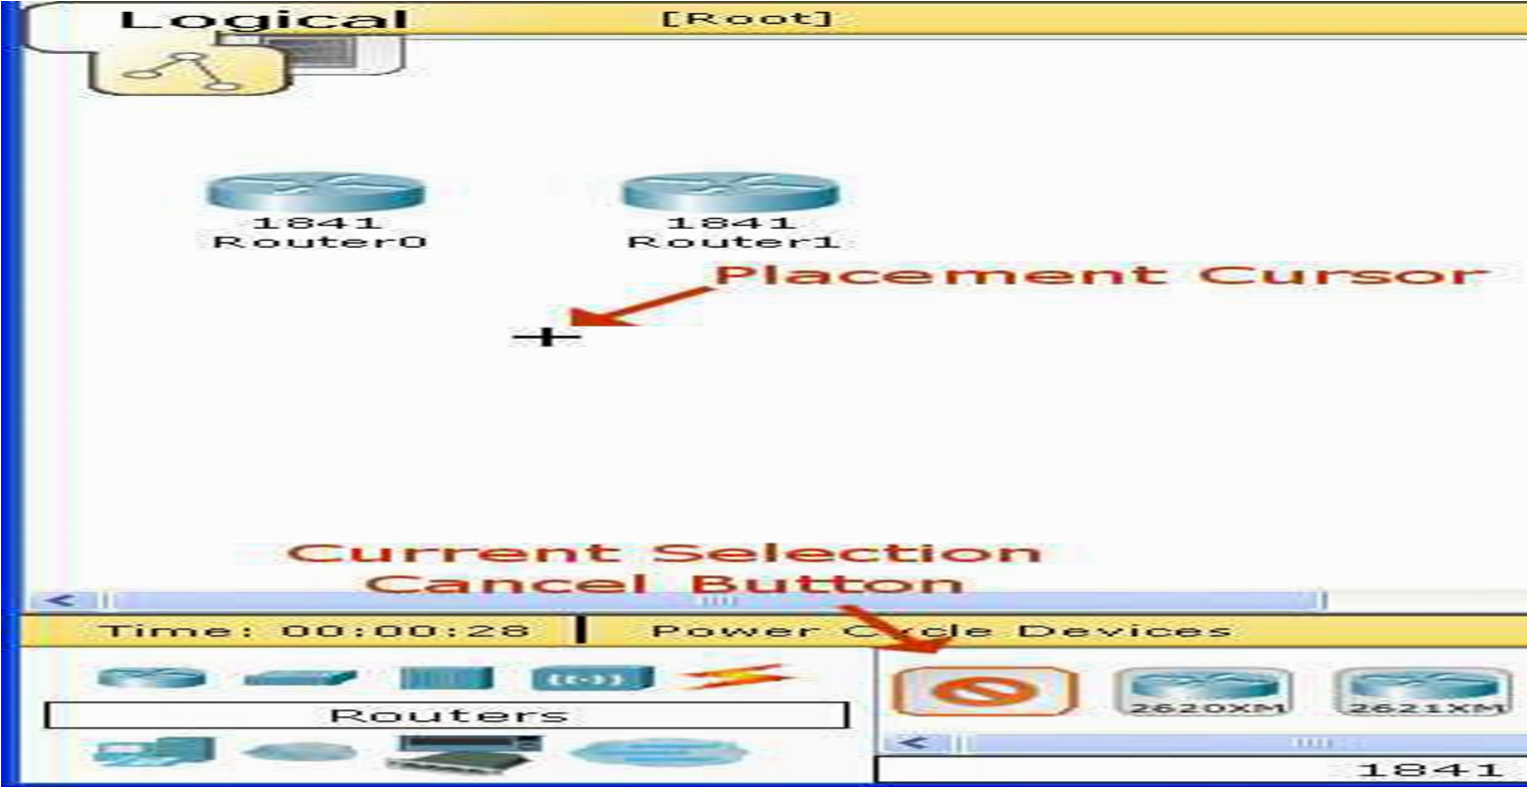 Logical [Root]
1841 1841
Router0 Router1
Placement Cursor
Current Selection
Cancel Button
Time: 00:00:28 Power Cycle Devices
Routers
2620XM 2621XM
1841